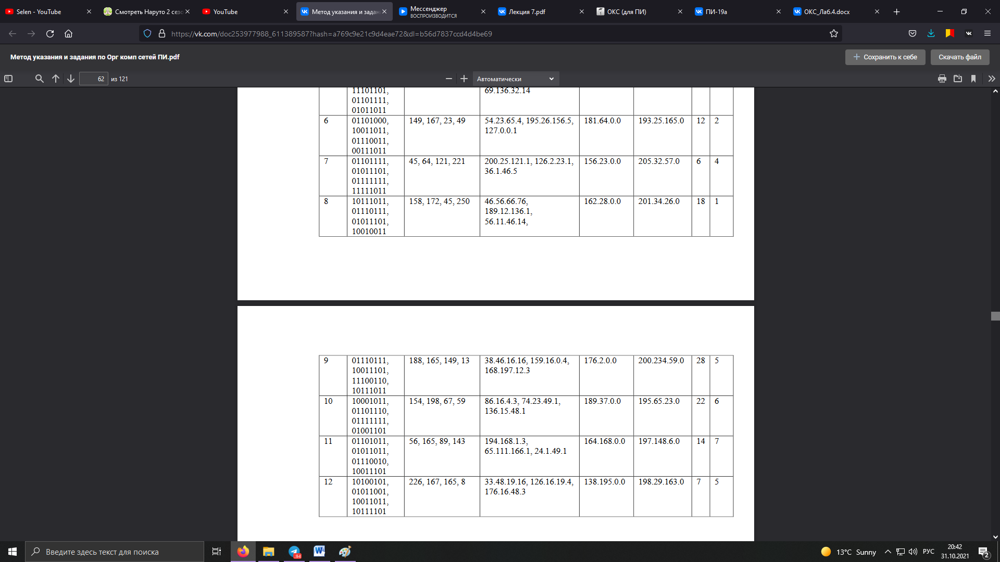 Selen - YouTube
Смотреть Наруто 2 сезо
YouTube
Метод указания и задан
Мессенджер
ВОСПРОИЗВОДИТСЯ
Лекция 7.pdf
ОКС (для ПИ)
ПИ-19а
ОКС_Лаб.4.docx
https://vk.com/doc253977988_611389587?hash=a769c9e21c9d4eae72&dl=b56d7837ccd4d4be69
Метод указания и задания по Орг комп сетей ПИ.pdf
Сохранить к себе
Скачать файл
62 из 121
Автоматически
11101101, 69.136.32.14
01101111,
01011011
6 01101000, 149, 167, 23, 49 54.23.65.4, 195.26.156.5, 181.64.0.0 193.25.165.0 12 2
10011011, 127.0.0.1
01110011,
00111011
7 01101111, 45, 64, 121, 221 200.25.121.1, 126.2.23.1, 156.23.0.0 205.32.57.0 6 4
01011101, 36.1.46.5
01111111,
11111011
8 10111011, 158, 172, 45, 250 46.56.66.76, 162.28.0.0 201.34.26.0 18 1
01110111, 189.12.136.1,
01011101, 56.11.46.14,
10010011
9 01110111, 188, 165, 149, 13 38.46.16.16, 159.16.0.4, 176.2.0.0 200.234.59.0 28 5
10011101, 168.197.12.3
11100110,
10111011
10 10001011, 154, 198, 67, 59 86.16.4.3, 74.23.49.1, 189.37.0.0 195.65.23.0 22 6
01101110, 136.15.48.1
01111111,
01001101
11 01101011, 56, 165, 89, 143 194.168.1.3, 164.168.0.0 197.148.6.0 14 7
01011011, 65.111.166.1, 24.1.49.1
01110010,
10011101
12 10100101, 226, 167, 165, 8 33.48.19.16, 126.16.19.4, 138.195.0.0 198.29.163.0 7 5
01011001, 176.16.48.3
10011011,
10111101
Введите здесь текст для поиска
94
13°C Sunny
РУС
20:42
31.10.2021
2